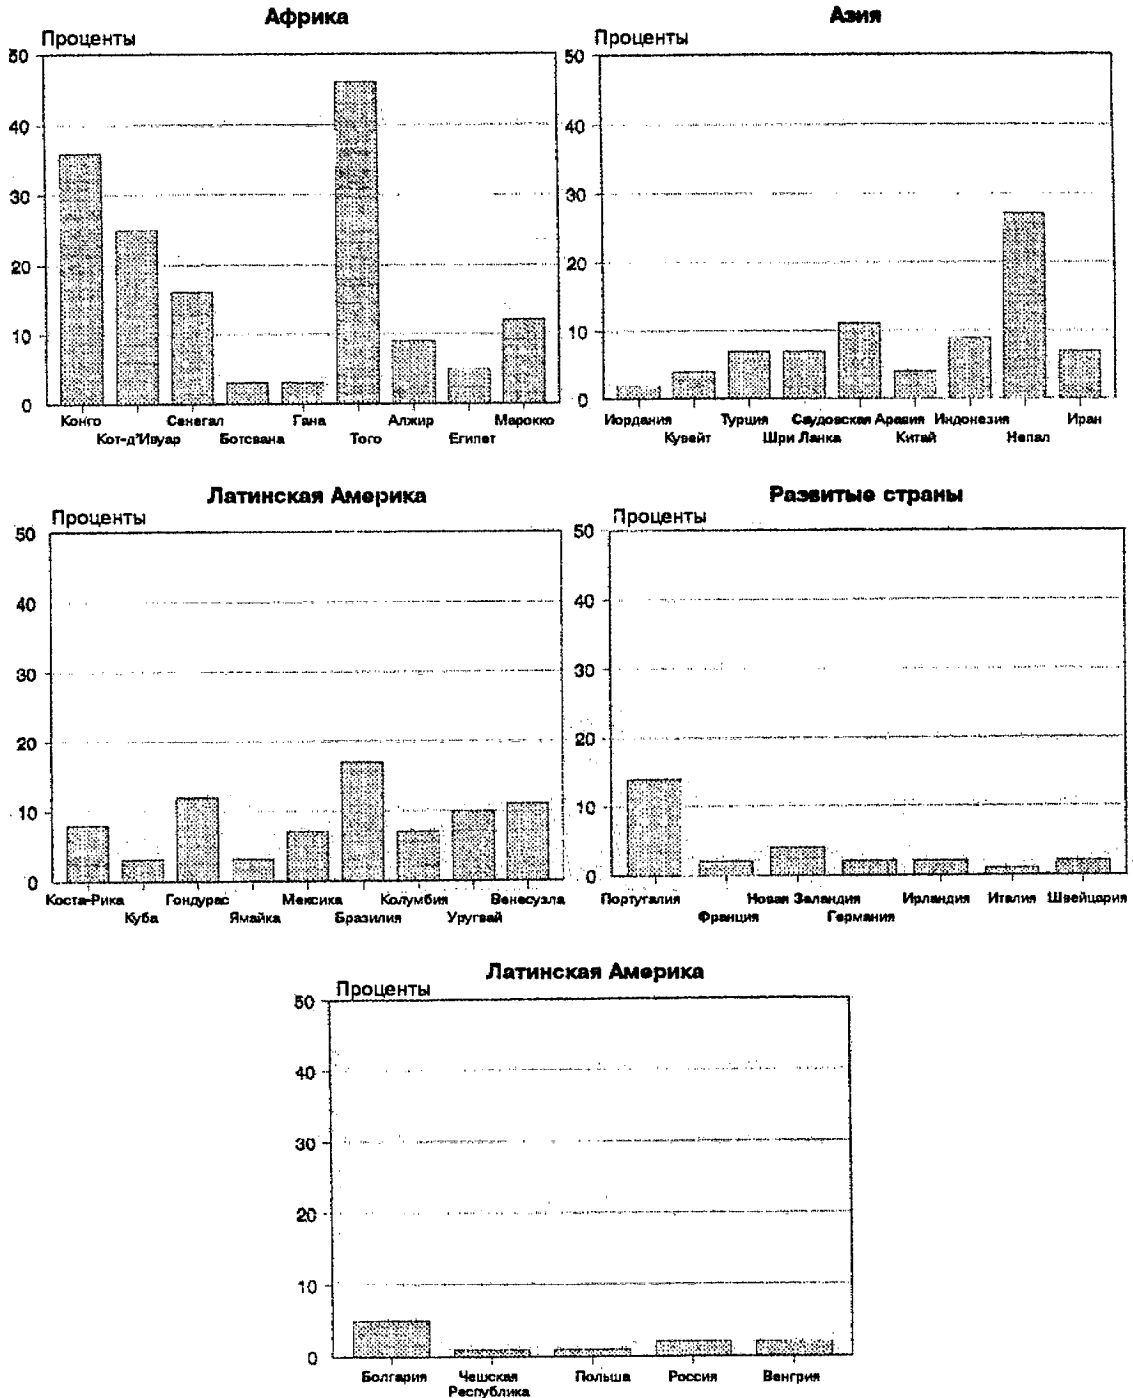 Африка
Проценты
50
40
30
20
10
0
Конго Сенегал Гана Алжир Марокко
Кот-д'Ивуар Ботсвана Того Египет
Азия
Проценты
50
40
30
20
10
0
Иордания Турция Саудовская Аравия Индонезия Иран
Кувейт Шри Ланка Китай Непал
Латинская Америка
Проценты
50
40
30
20
10
0
Коста-Рика Гондурас Мексика Колумбия Венесуэла
Куба Ямайка Бразилия Уругвай
Развитые страны
Проценты
50
40
30
20
10
0
Португалия Новая Зеландия Ирландия Италия Швейцария
Франция Германия
Латинская Америка
Проценты
50
40
30
20
10
0
Болгария Чешская Польша Россия Венгрия
Республика